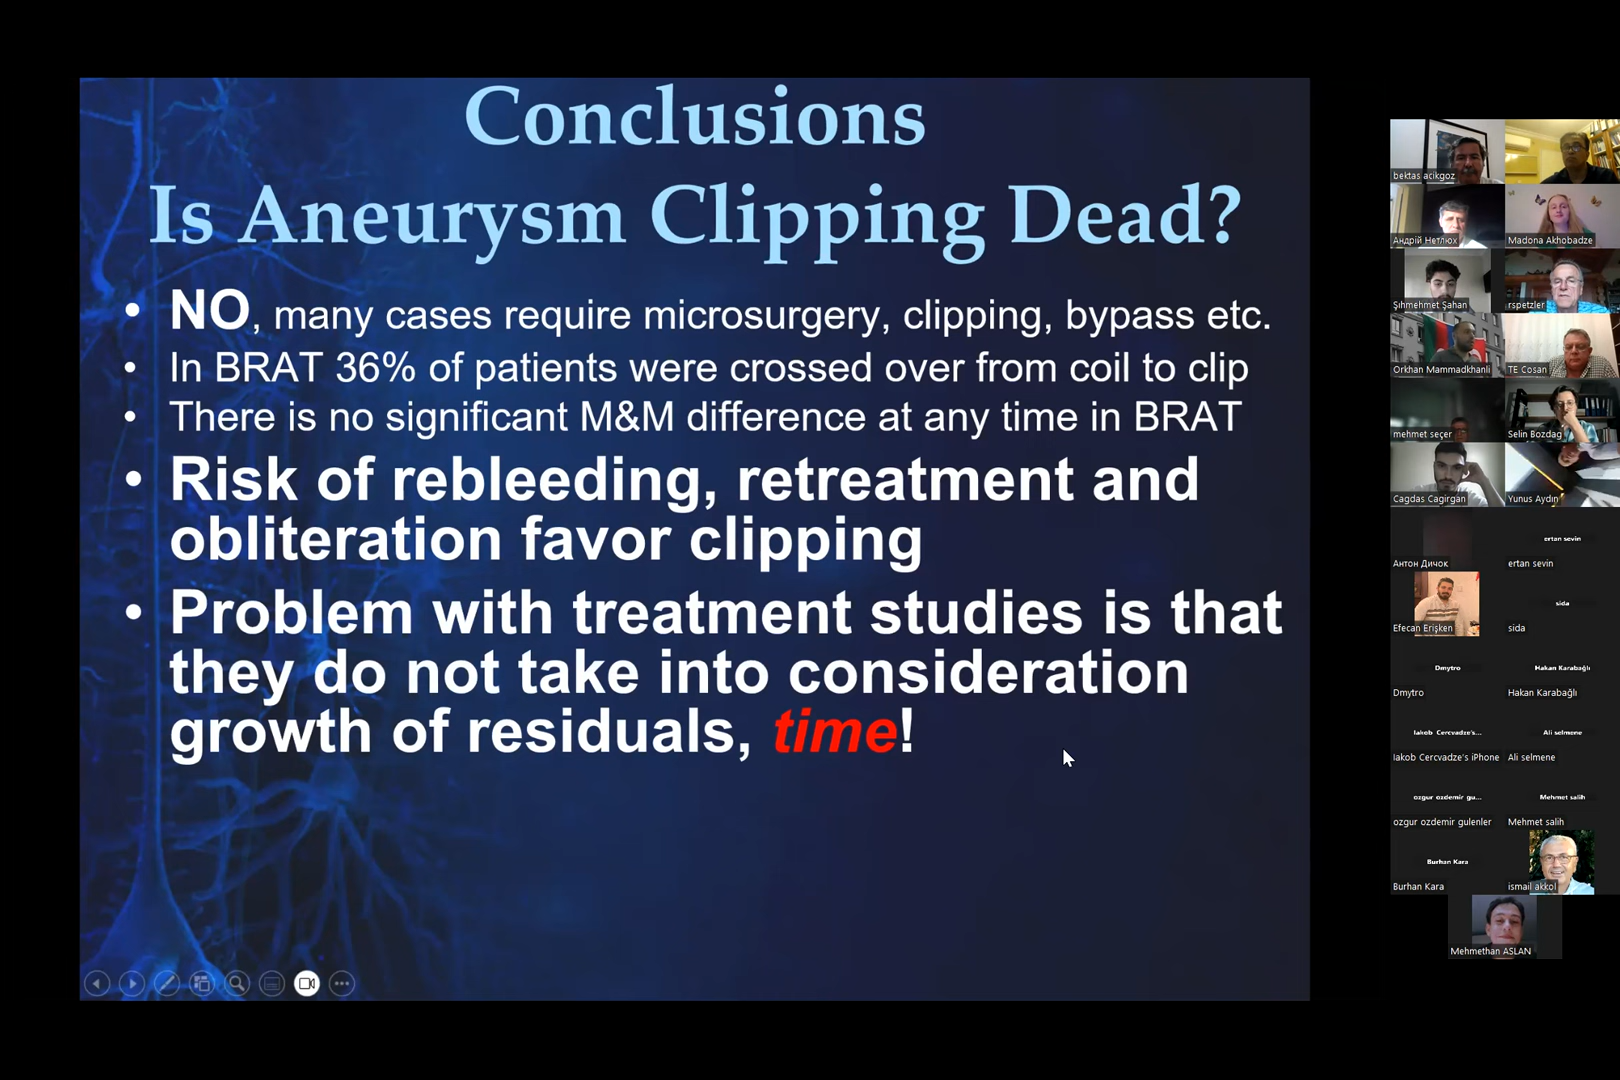 Conclusions
Is Aneurysm Clipping Dead?
• NO, many cases require microsurgery, clipping, bypass etc.
• In BRAT 36% of patients were crossed over from coil to clip
• There is no significant M&M difference at any time in BRAT
• Risk of rebleeding, retreatment and
obliteration favor clipping
• Problem with treatment studies is that
they do not take into consideration
growth of residuals, time!
bektas acikgoz
Андрій Нетлюх
Madona Akhobadze
Şıhmehmet Şahan
rspetzler
Orkhan Mammadkhanli
TE Cosan
mehmet seçer
Selin Bozdag
Cagdas Cagirgan
Yunus Aydın
Антон Дичок
ertan sevin
ertan sevin
Efecan Erişken
sida
sida
Dmytro
Dmytro
Hakan Karabağlı
Hakan Karabağlı
Iakob Cercvadze's...
Iakob Cercvadze's iPhone
Ali selmene
Ali selmene
ozgur ozdemir gu...
ozgur ozdemir gulenler
Mehmet salih
Mehmet salih
Burhan Kara
Burhan Kara
ismail akkol
Mehmethan ASLAN